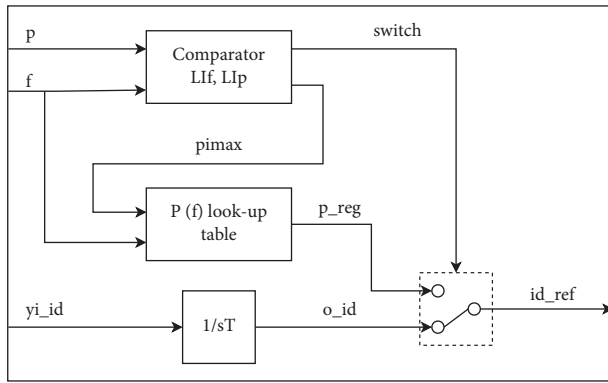 p
switch
Comparator
LIf, LIp
f
pimax
P (f) look-up
table
p_reg
yi_id
1/sT
o_id
id_ref